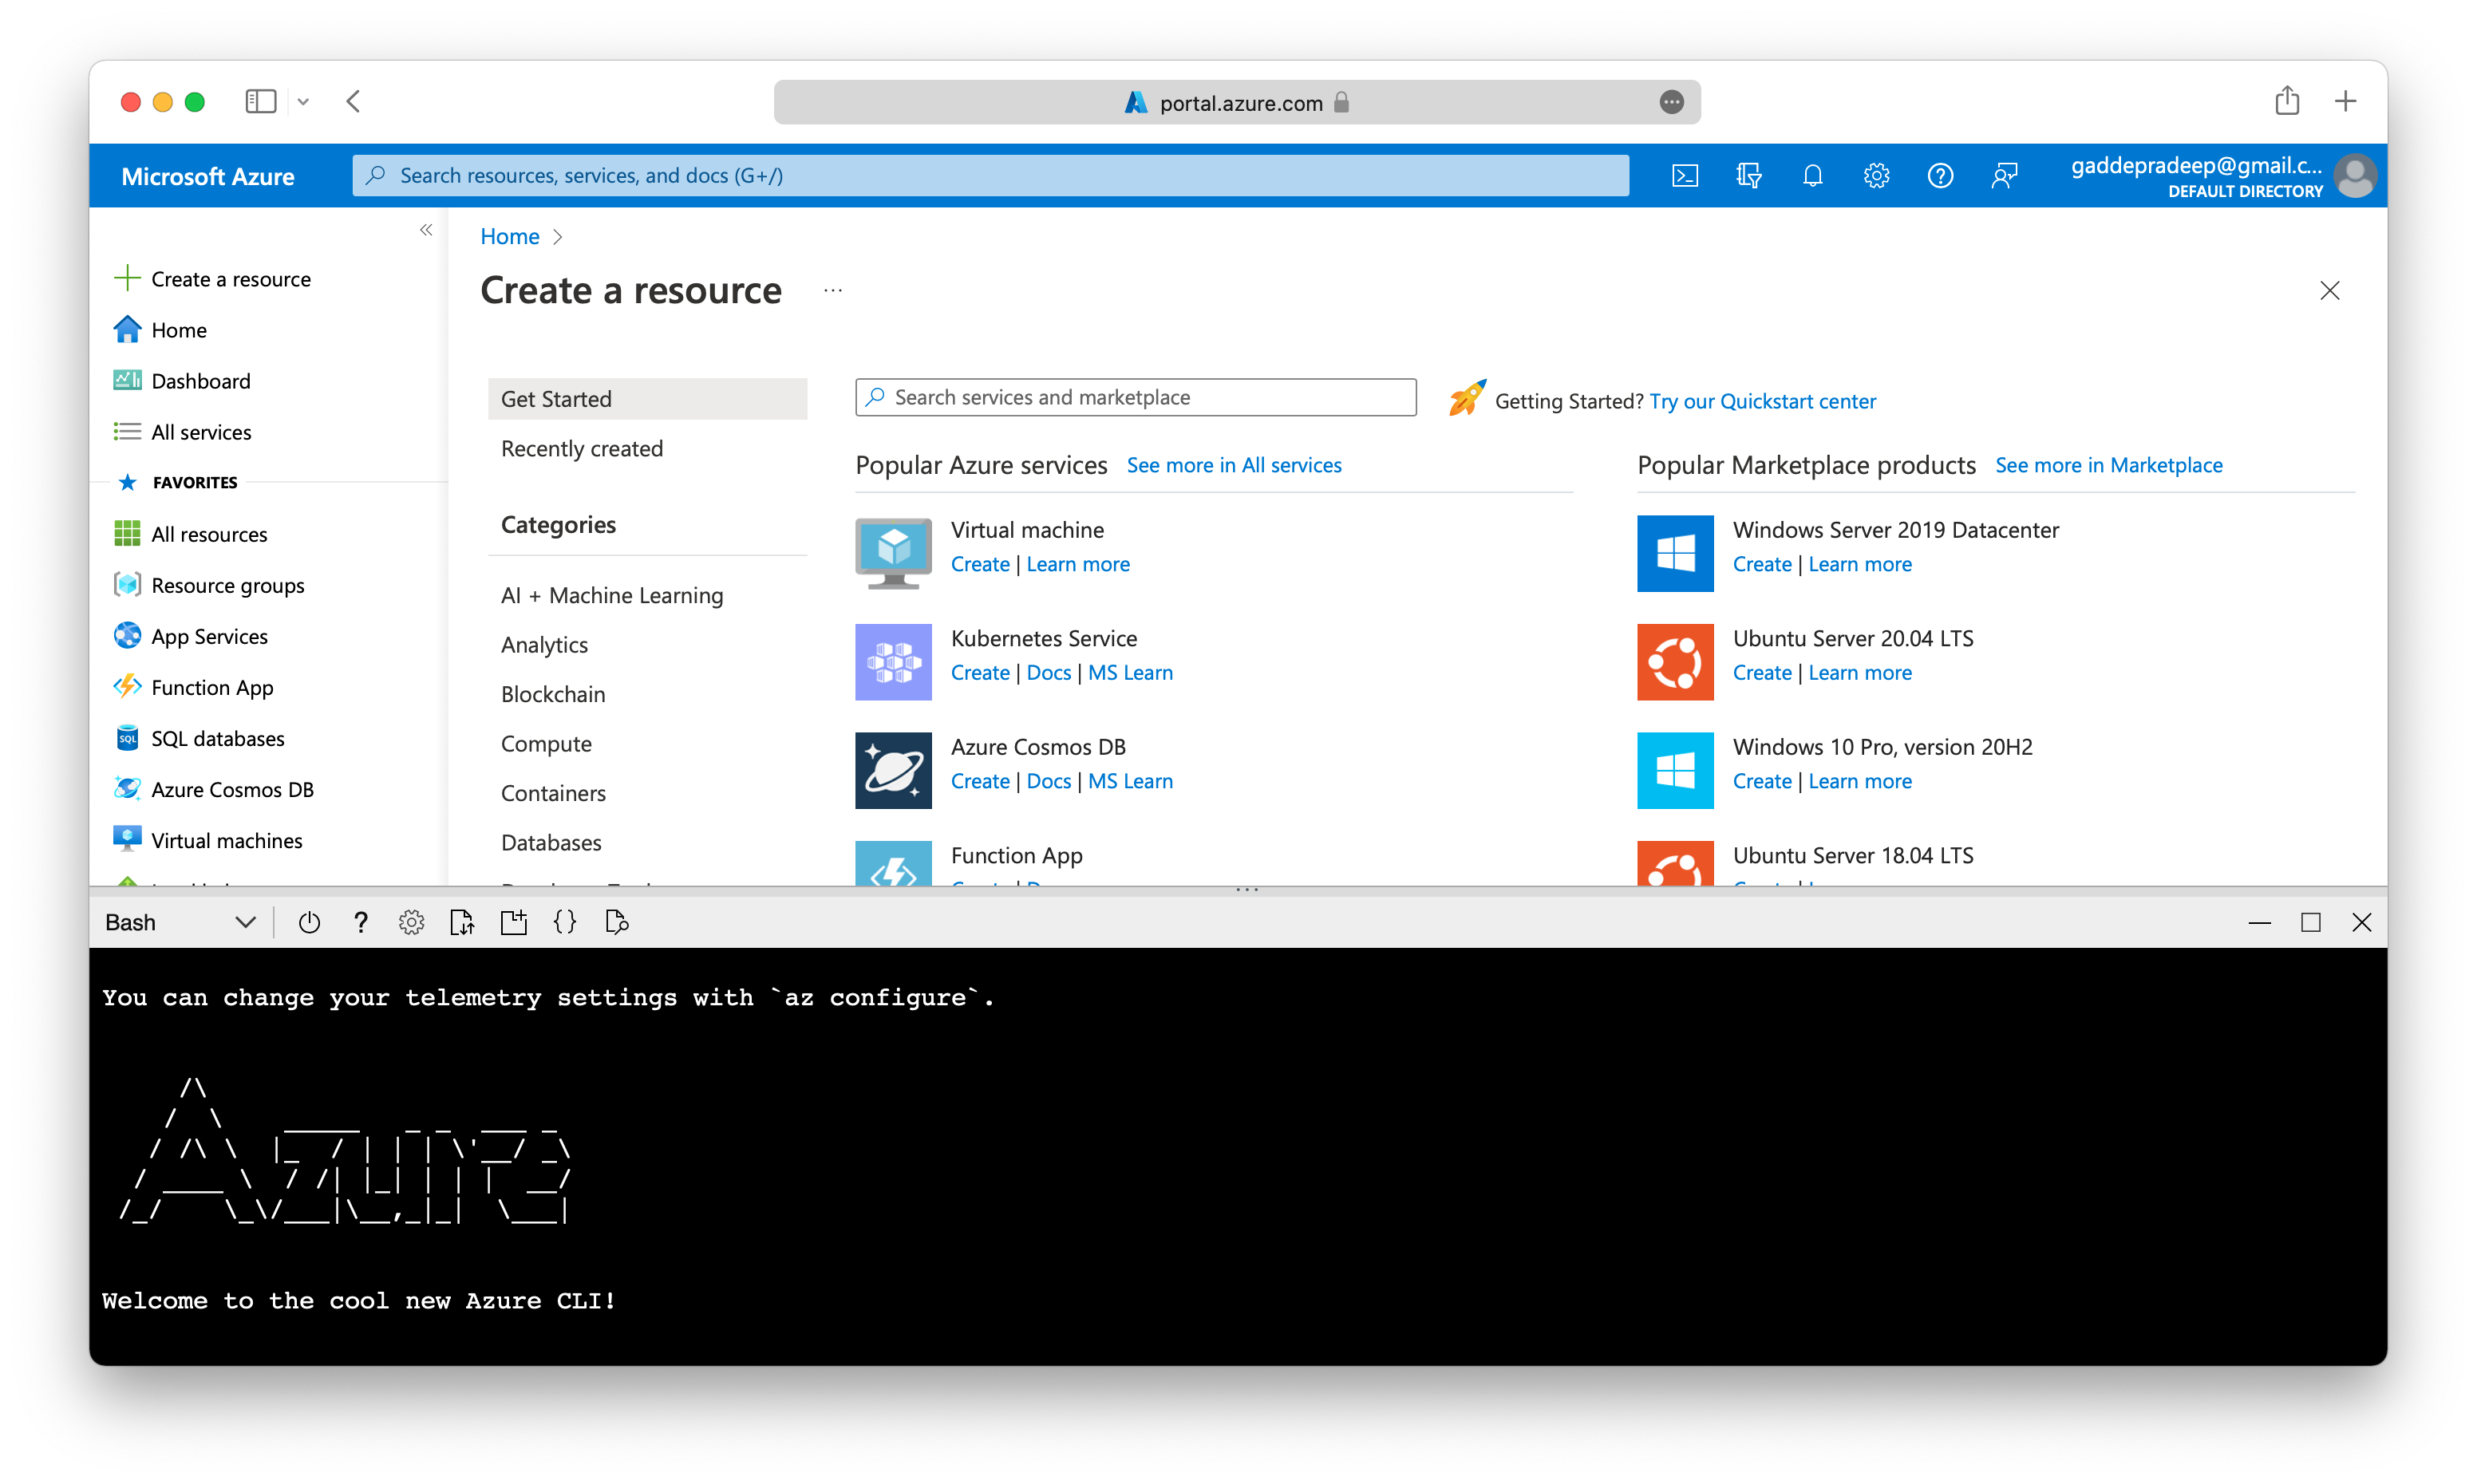 portal.azure.com
Microsoft Azure
Search resources, services, and docs (G+/)
gaddepradeep@gmail.c...
DEFAULT DIRECTORY
Create a resource
Home
Dashboard
All services
FAVORITES
All resources
Resource groups
App Services
Function App
SQL
SQL databases
Azure Cosmos DB
Virtual machines
Home
Create a resource
...
Get Started
Recently created
Categories
AI + Machine Learning
Analytics
Blockchain
Compute
Containers
Databases
Search services and marketplace
Getting Started? Try our Quickstart center
Popular Azure services See more in All services
Virtual machine
Create | Learn more
Kubernetes Service
Create | Docs | MS Learn
Azure Cosmos DB
Create | Docs | MS Learn
Function App
Popular Marketplace products See more in Marketplace
Windows Server 2019 Datacenter
Create | Learn more
Ubuntu Server 20.04 LTS
Create | Learn more
Windows 10 Pro, version 20H2
Create | Learn more
Ubuntu Server 18.04 LTS
Bash
You can change your telemetry settings with `az configure`.
Azure
Welcome to the cool new Azure CLI!